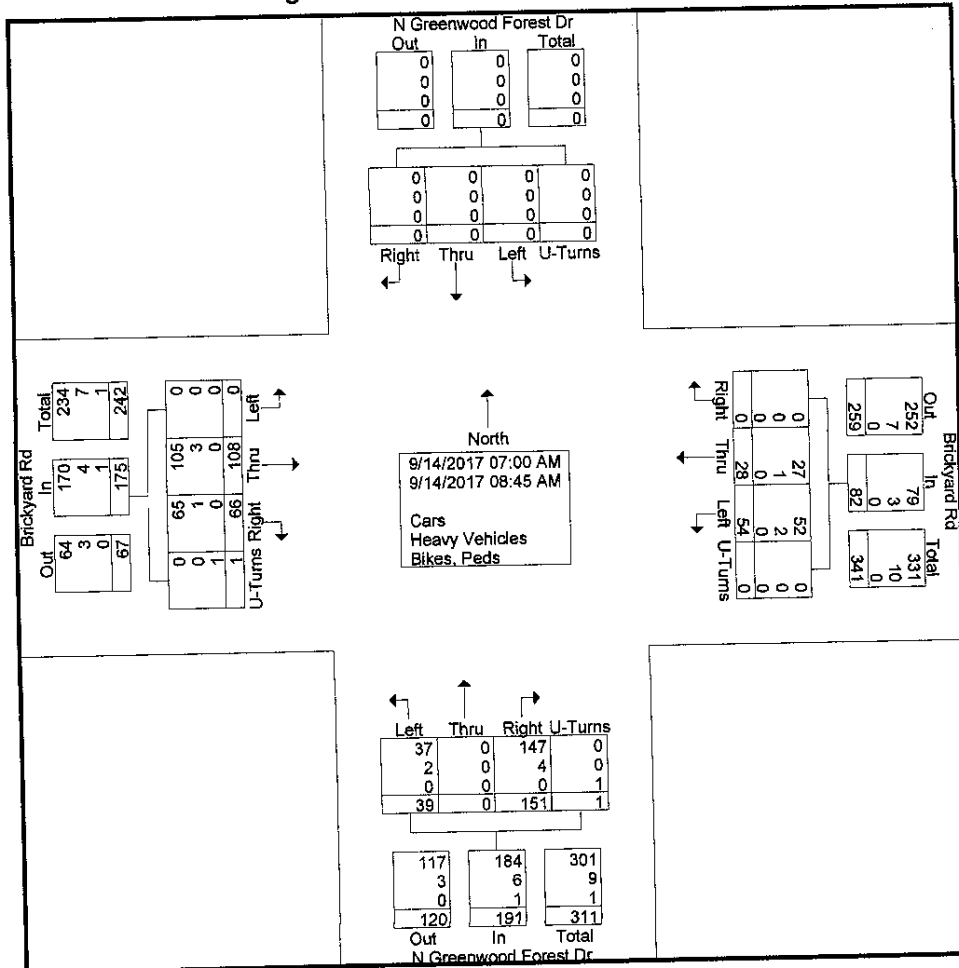 N Greenwood Forest Dr
Out In Total
0 0 0
0 0 0
0 0 0
0 0 0
0 0 0 0
0 0 0 0
0 0 0 0
0 0 0 0
Right Thru Left U-Turns
Brickyard Rd
Total
234 7 1 242
In
170 4 1 175
Out
64 3 0 67
0 0 0 0
Left
105 3 0 108
Thru
65 1 0 66
Right
0 0 1 1
U-Turns
North
9/14/2017 07:00 AM
9/14/2017 08:45 AM
Cars
Heavy Vehicles
Bikes, Peds
Right
0 0 0 0
Thru
27 1 0 28
Left
52 2 0 54
U-Turns
0 0 0 0
Out
252 7 0 259
In
79 3 0 82
Total
331 10 0 341
Brickyard Rd
Left Thru Right U-Turns
37 0 147 0
2 0 4 0
0 0 0 1
39 0 151 1
117 184 301
3 6 9
0 1 1
120 191 311
Out In Total
N Greenwood Forest Dr